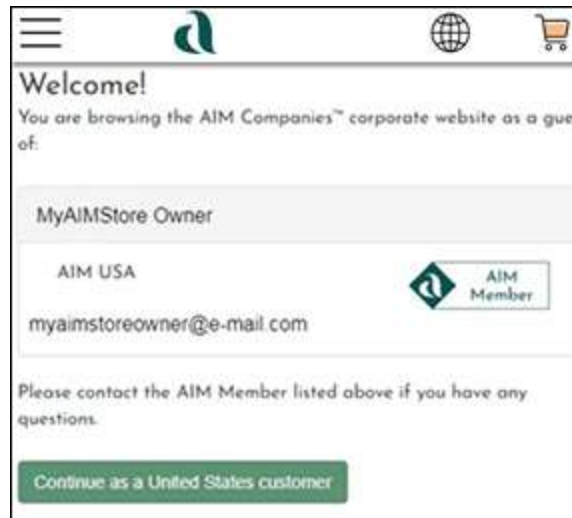 Welcome!
You are browsing the AIM Companies™ corporate website as a gue
of:
MyAIMStore Owner
AIM USA
AIM
Member
myaimstoreowner@e-mail.com
Please contact the AIM Member listed above if you have any
questions.
Continue as a United States customer